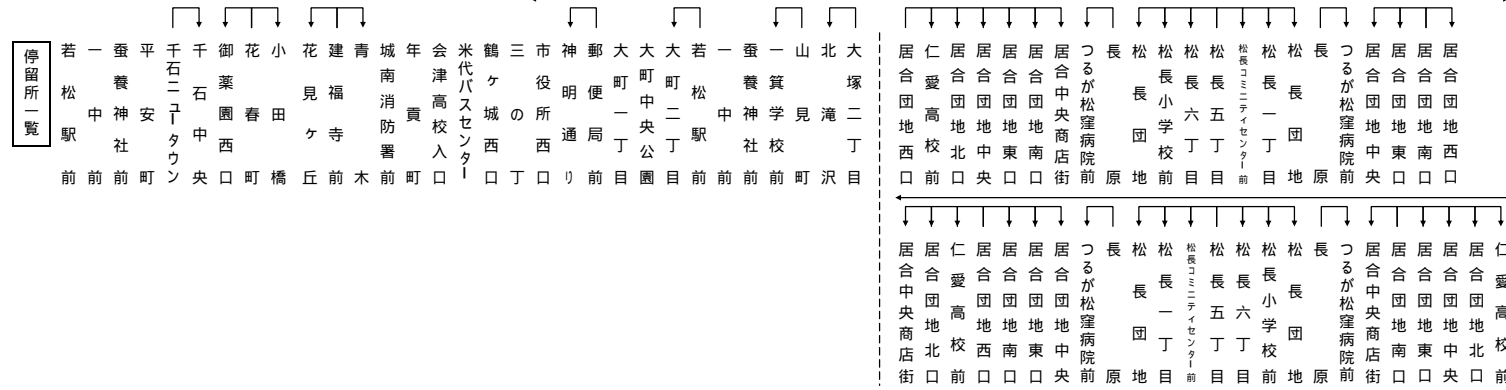 停留所一覧
若松駅前
一中前
蚕養神社前
平安町
千石ニュータウン
千石中央
御薬園西口
花春町
小田橋
花見ヶ丘
建福寺前
青木
城南消防署前
年貢町
会津高校入口
米代バスセンター
鶴ヶ城西口
三の丁
市役所西口
神明通り
郵便局前
大町一丁目
大町中央公園
大町二丁目
若松駅前
一中前
蚕養神社前
一箕学校前
山見町
北滝沢
大塚二丁目
居合団地西口
仁愛高校前
居合団地北口
居合団地中央
居合団地東口
居合団地南口
居合中央商店街
つるが松窪病院前
長原
松長団地
松長小学校前
松長六丁目
松長五丁目
松長コミニティセンター前
松長一丁目
松長団地
長原
つるが松窪病院前
居合団地中央
居合団地東口
居合団地南口
居合団地西口
居合中央商店街
居合団地北口
仁愛高校前
居合団地西口
居合団地南口
居合団地東口
居合団地中央
つるが松窪病院前
長原
松長団地
松長一丁目
松長コミニティセンター前
松長五丁目
松長六丁目
松長小学校前
松長団地
長原
つるが松窪病院前
居合中央商店街
居合団地南口
居合団地東口
居合団地中央
居合団地北口
仁愛高校前